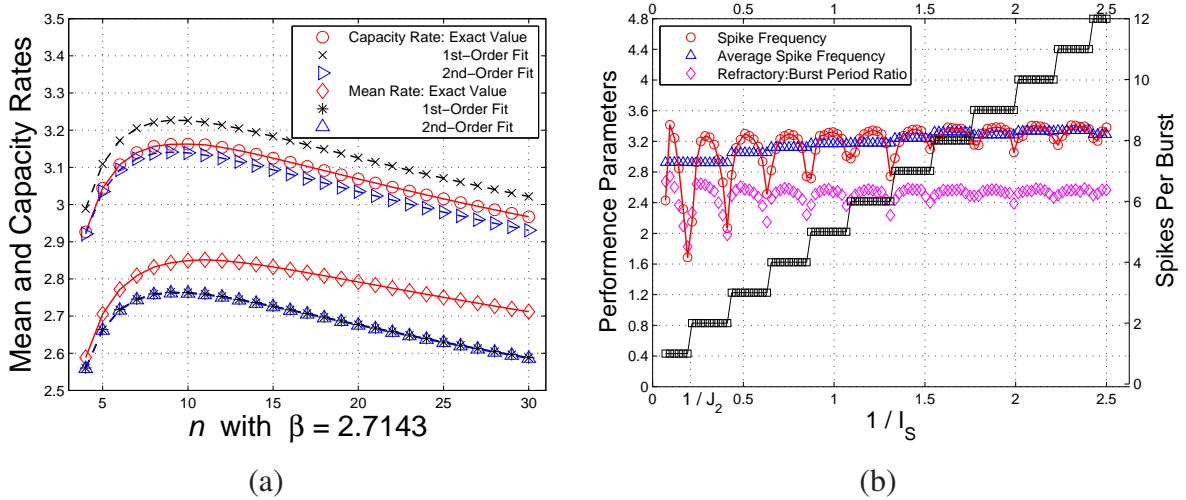 3.5
3.4
3.3
3.2
3.1
3
2.9
2.8
2.7
2.6
2.5
Mean and Capacity Rates
Capacity Rate: Exact Value
1st−Order Fit
2nd−Order Fit
Mean Rate: Exact Value
1st−Order Fit
2nd−Order Fit
5 10 15 20 25 30
n with β = 2.7143
(a)
0 0.5 1 1.5 2 2.5
4.8
4.4
4
3.6
3.2
2.8
2.4
2
1.6
1.2
0.8
0.4
0
Performence Parameters
Spike Frequency
Average Spike Frequency
Refractory:Burst Period Ratio
12
10
8
6
4
2
0
Spikes Per Burst
0 0.5 1 1.5 2 2.5
1 / J2
1 / IS
(b)